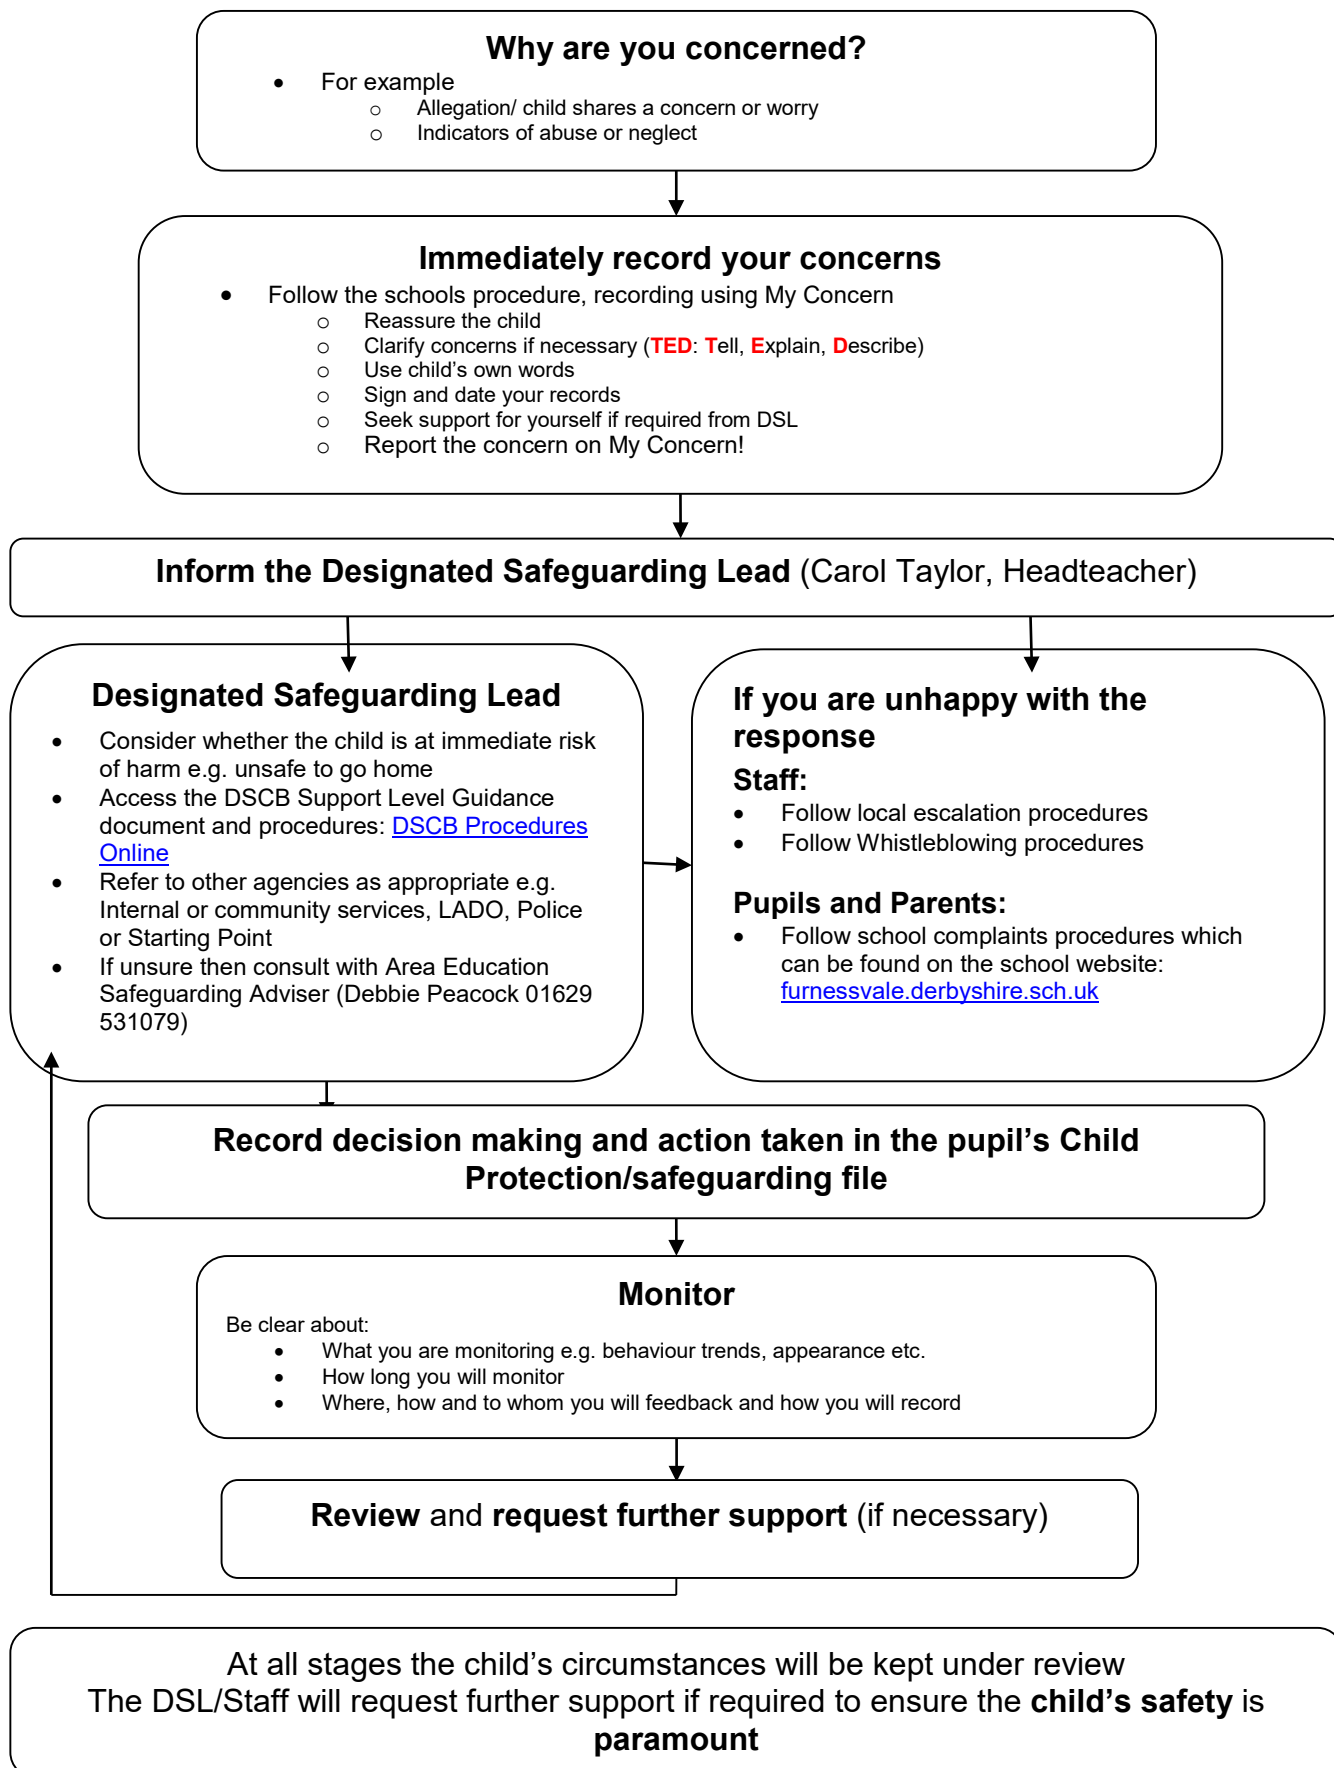 Why are you concerned?
• For example
o Allegation/ child shares a concern or worry
o Indicators of abuse or neglect
Immediately record your concerns
• Follow the schools procedure, recording using My Concern
o Reassure the child
o Clarify concerns if necessary (TED: Tell, Explain, Describe)
o Use child's own words
o Sign and date your records
o Seek support for yourself if required from DSL
o Report the concern on My Concern!
Inform the Designated Safeguarding Lead (Carol Taylor, Headteacher)
Designated Safeguarding Lead
• Consider whether the child is at immediate risk
of harm e.g. unsafe to go home
• Access the DSCB Support Level Guidance
document and procedures: DSCB Procedures
Online
• Refer to other agencies as appropriate e.g.
Internal or community services, LADO, Police
or Starting Point
• If unsure then consult with Area Education
Safeguarding Adviser (Debbie Peacock 01629
531079)
If you are unhappy with the
response
Staff:
• Follow local escalation procedures
• Follow Whistleblowing procedures
Pupils and Parents:
• Follow school complaints procedures which
can be found on the school website:
furnessvale.derbyshire.sch.uk
Record decision making and action taken in the pupil's Child
Protection/safeguarding file
Monitor
Be clear about:
• What you are monitoring e.g. behaviour trends, appearance etc.
• How long you will monitor
• Where, how and to whom you will feedback and how you will record
Review and request further support (if necessary)
At all stages the child's circumstances will be kept under review
The DSL/Staff will request further support if required to ensure the child's safety is
paramount